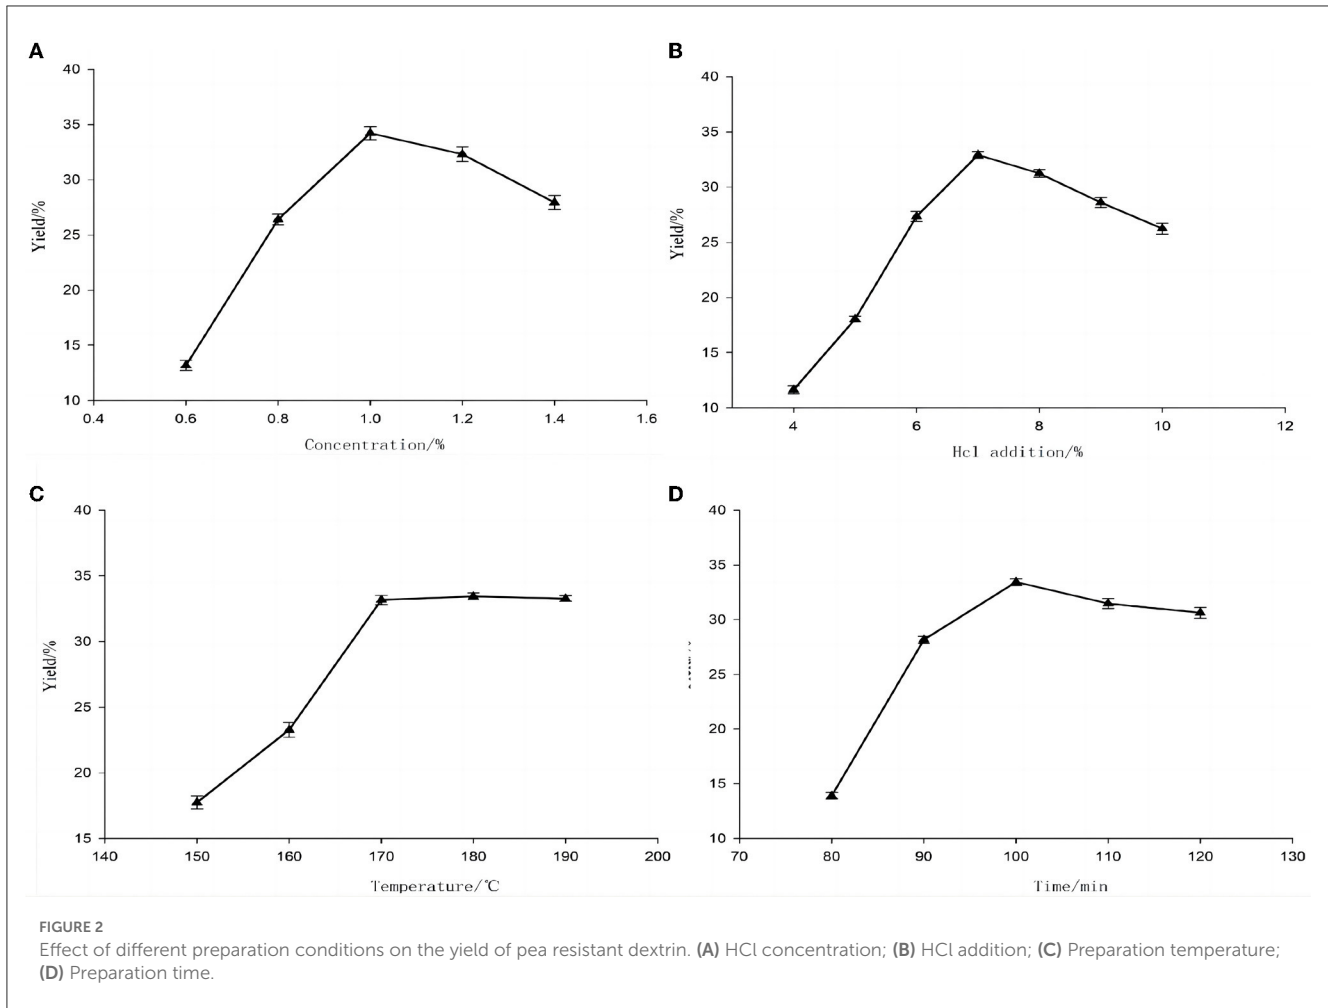 A
40
35
30
25
20
15
10
Yield/%
0.4 0.6 0.8 1.0 1.2 1.4 1.6
Concentration/%
B
40
35
30
25
20
15
10
Yield/%
4 6 8 10 12
Hcl addition/%
C
40
35
30
25
20
15
Yield/%
140 150 160 170 180 190 200
Temperature/℃
D
40
35
30
25
20
15
10
70 80 90 100 110 120 130
Time/min
FIGURE 2
Effect of different preparation conditions on the yield of pea resistant dextrin. (A) HCl concentration; (B) HCl addition; (C) Preparation temperature;
(D) Preparation time.